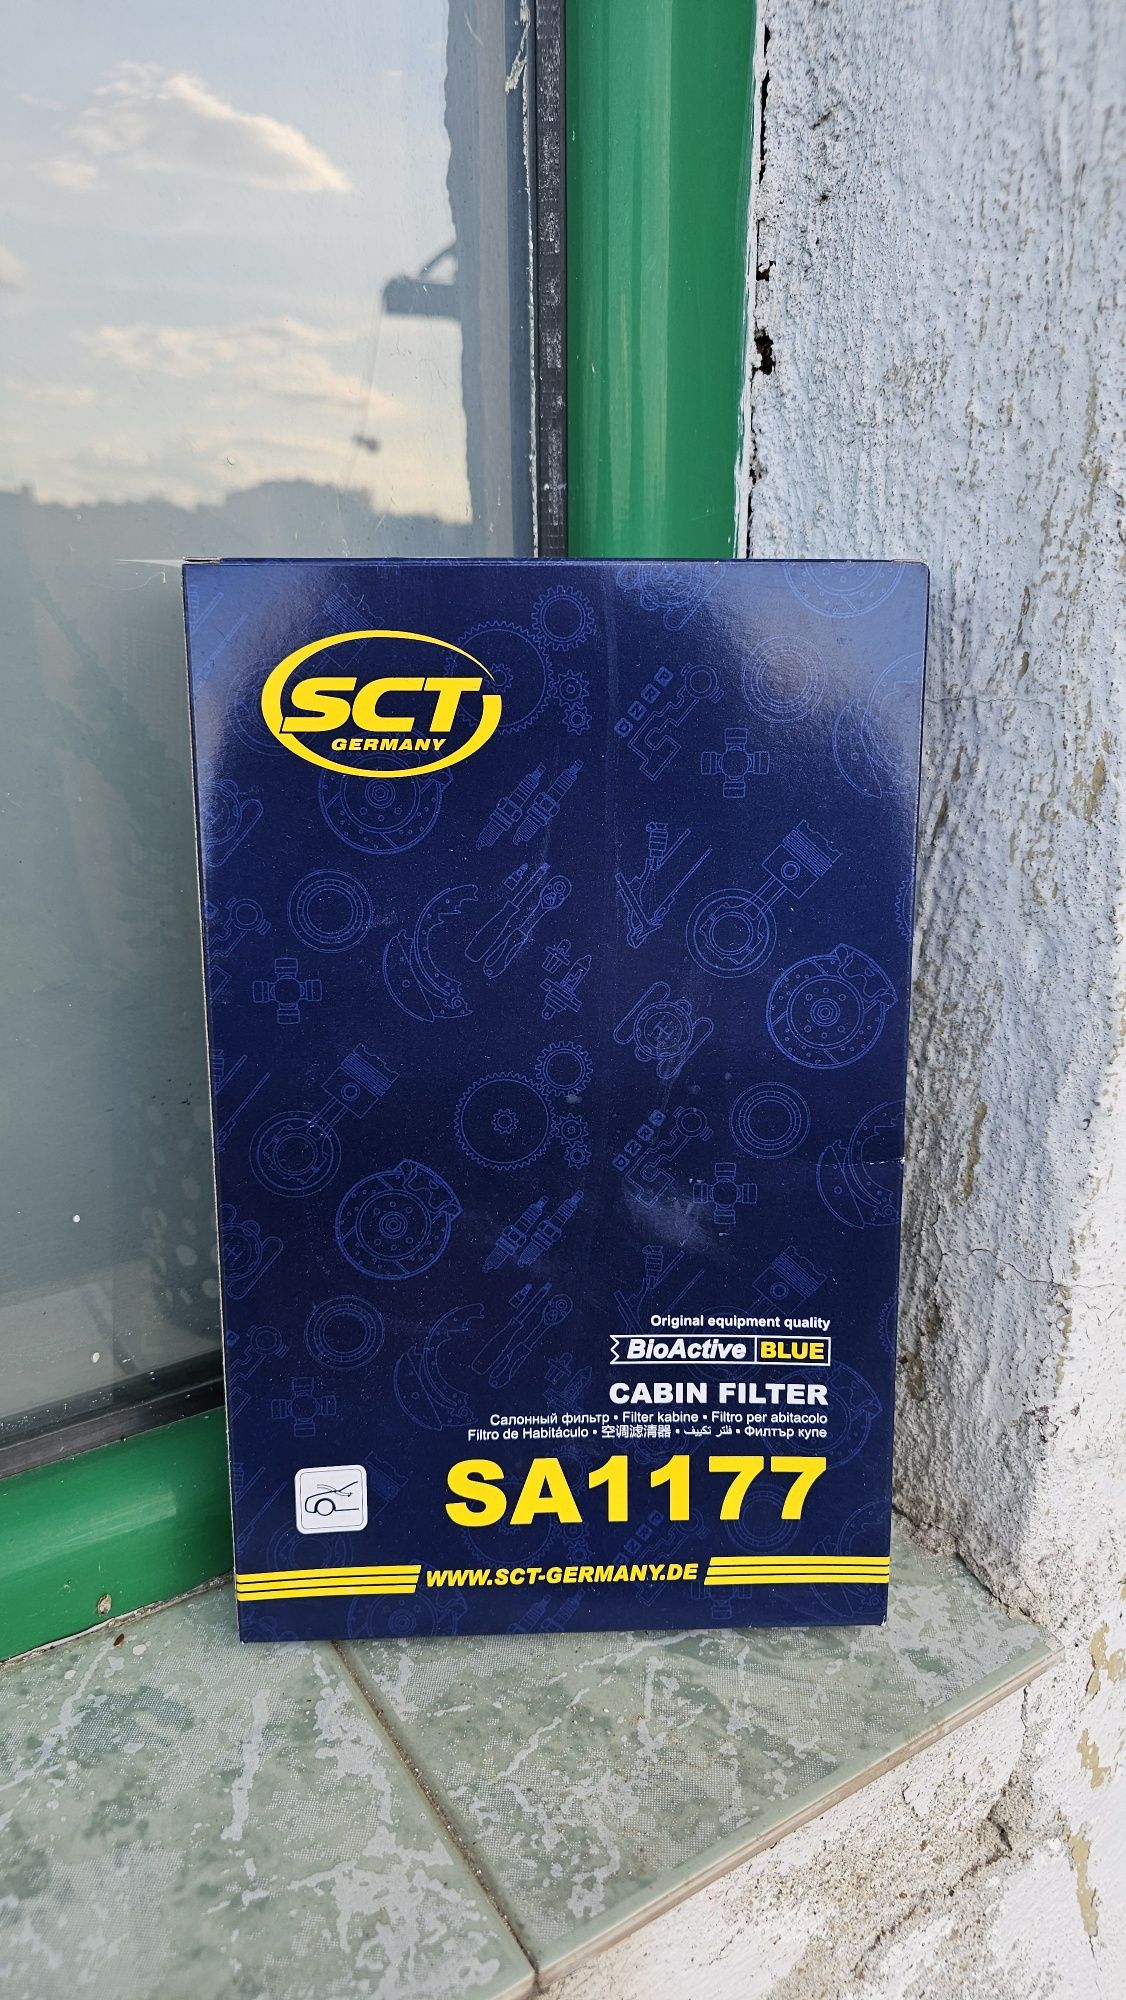 SCT
GERMANY
Original equipment quality
BioActive BLUE
CABIN FILTER
Салонный фильтр • Filter kabine • Filtro per abitacolo
Filtro de Habitáculo • 空调滤清器 • فلتر تكييف • Филтър купе
SA1177
WWW.SCT-GERMANY.DE